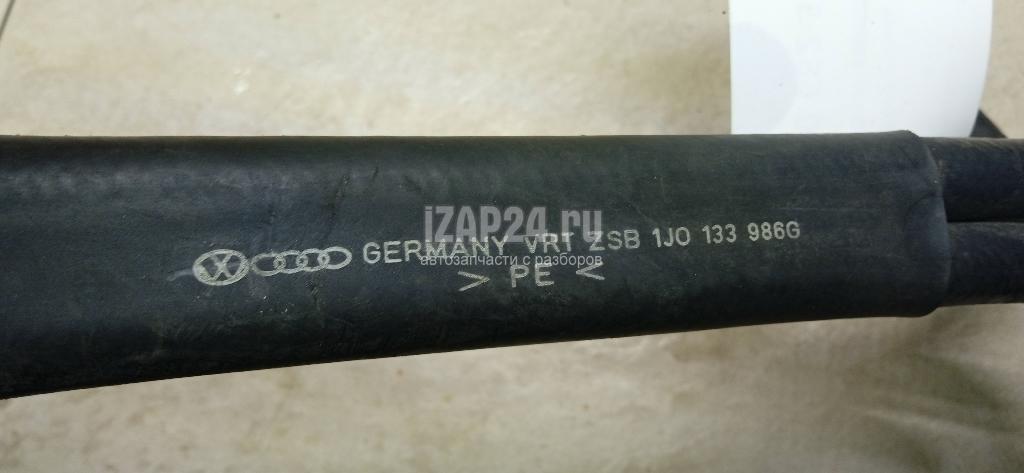 iZAP24.ru
GERMANY VRT ZSB 1J0 133 986G
автозапчасти с разборов
> PE <